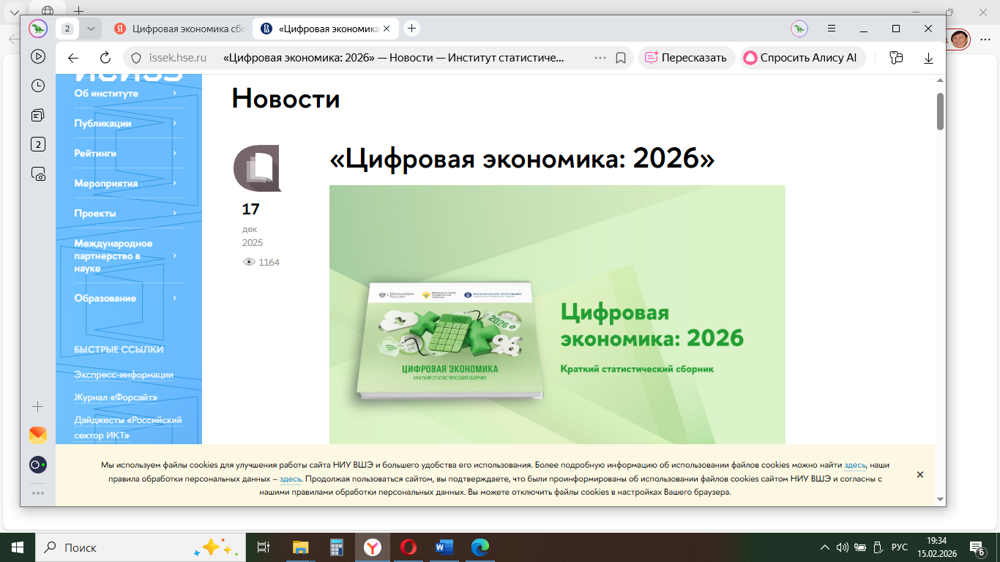 2
Цифровая экономика сбо
«Цифровая экономика
issek.hse.ru
«Цифровая экономика: 2026» — Новости — Институт статистиче...
Пересказать
Спросить Алису AI
2
Об институте
Публикации
Рейтинги
Мероприятия
Проекты
Международное
партнерство в
науке
Образование
БЫСТРЫЕ ССЫЛКИ
Экспресс-информации
Журнал «Форсайт»
Дайджесты «Российский
сектор ИКТ»
Новости
17
дек
2025
1164
«Цифровая экономика: 2026»
Минцифры
России
ВЫСШАЯ ШКОЛА ЭКОНОМИКИ
HSE
2026
ЦИФРОВАЯ ЭКОНОМИКА
КРАТКИЙ СТАТИСТИЧЕСКИЙ СБОРНИК
Цифровая
экономика: 2026
Краткий статистический сборник
Мы используем файлы cookies для улучшения работы сайта НИУ ВШЭ и большего удобства его использования. Более подробную информацию об использовании файлов cookies можно найти здесь, наши
правила обработки персональных данных – здесь. Продолжая пользоваться сайтом, вы подтверждаете, что были проинформированы об использовании файлов cookies сайтом НИУ ВШЭ и согласны с
нашими правилами обработки персональных данных. Вы можете отключить файлы cookies в настройках Вашего браузера.
Поиск
РУС
19:34
15.02.2026
6